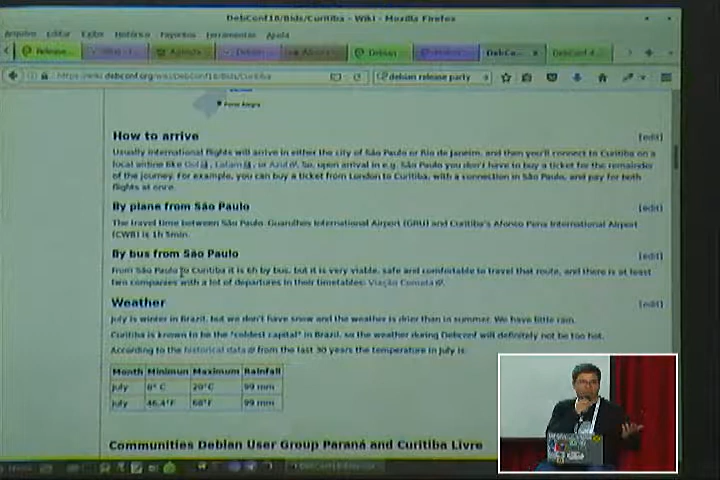 DebConf18/Bids/Curitiba - Wiki - Mozilla Firefox
Arquivo Editar Exibir Histórico Favoritos Ferramentas Ajuda
Release
Debian
DebCo...
https://wiki.debconf.org/wiki/DebConf18/Bids/Curitiba
debian release party
Porto Alegre
How to arrive
[edit]
Usually international flights will arrive in either the city of São Paulo or Rio de Janeiro, and then you'll connect to Curitiba on a
local airline like Gol, Latam, or Azul. So, upon arrival in e.g. São Paulo you don't have to buy a ticket for the remainder
of the journey. For example, you can buy a ticket from London to Curitiba, with a connection in São Paulo, and pay for both
flights at once.
By plane from São Paulo
[edit]
The travel time between São Paulo Guarulhos International Airport (GRU) and Curitiba's Afonso Pena International Airport
(CWB) is 1h 5min.
By bus from São Paulo
[edit]
From São Paulo to Curitiba it is 6h by bus, but it is very viable, safe and comfortable to travel that route, and there is at least
two companies with a lot of departures in their timetables: Viação Cometa.
Weather
[edit]
July is winter in Brazil, but we don't have snow and the weather is drier than in summer. We have little rain.
Curitiba is known to be the "coldest capital" in Brazil, so the weather during Debconf will definitely not be too hot.
According to the historical data from the last 30 years the temperature in July is:
Month Minimun Maximum Rainfall
July 8° C 20°C 99 mm
July 46.4°F 68°F 99 mm
Communities Debian User Group Paraná and Curitiba Livre